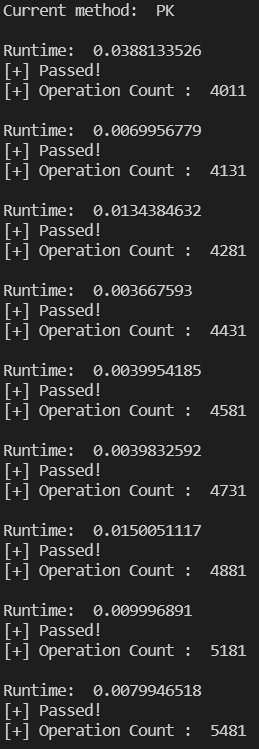 Current method:  PK
Runtime:  0.0388133526
[+] Passed!
[+] Operation Count :  4011
Runtime:  0.0069956779
[+] Passed!
[+] Operation Count :  4131
Runtime:  0.0134384632
[+] Passed!
[+] Operation Count :  4281
Runtime:  0.003667593
[+] Passed!
[+] Operation Count :  4431
Runtime:  0.0039954185
[+] Passed!
[+] Operation Count :  4581
Runtime:  0.0039832592
[+] Passed!
[+] Operation Count :  4731
Runtime:  0.0150051117
[+] Passed!
[+] Operation Count :  4881
Runtime:  0.009996891
[+] Passed!
[+] Operation Count :  5181
Runtime:  0.0079946518
[+] Passed!
[+] Operation Count :  5481